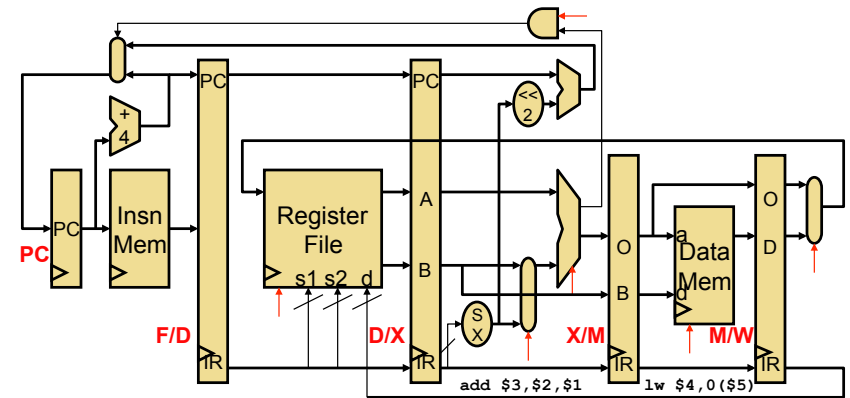 PC
PC
<<
2
+
4
A
O
O
Insn
Mem
Register
File
PC
PC
a
Data
Mem
D
O
B
B
d
s1 s2 d
S
X
F/D
D/X
X/M
M/W
IR
IR
IR
IR
add $3,$2,$1
lw $4,0($5)